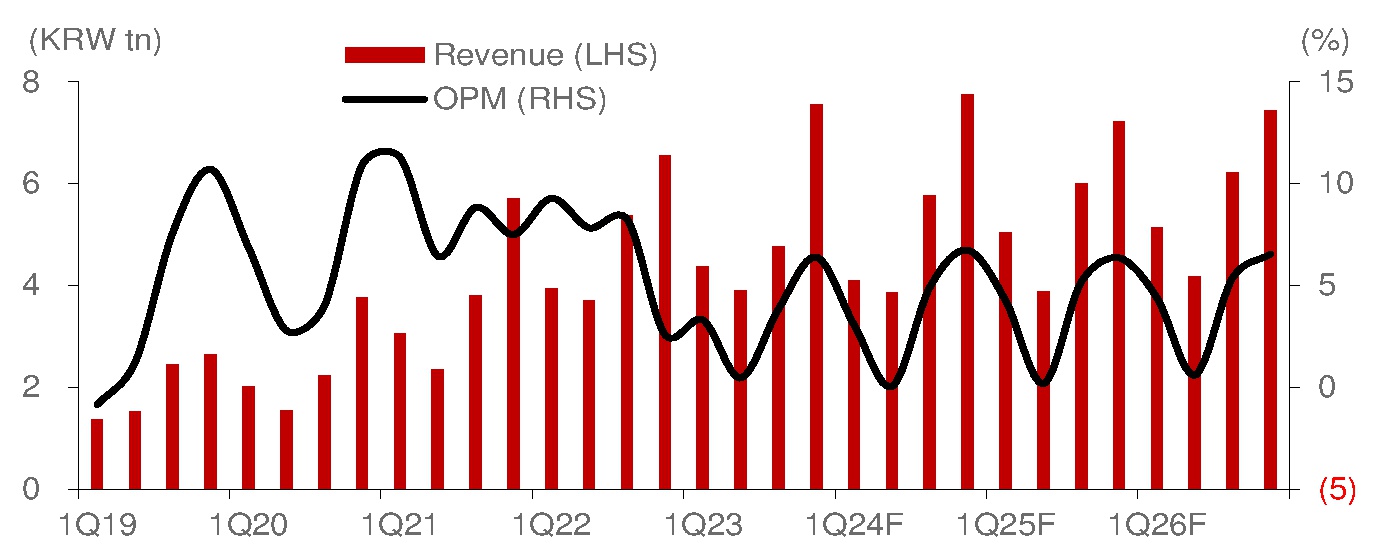 (KRW tn)
(%)
Revenue (LHS)
OPM (RHS)
8
6
4
2
0
15
10
5
0
(5)
1Q19
1Q20
1Q21
1Q22
1Q23
1Q24F
1Q25F
1Q26F